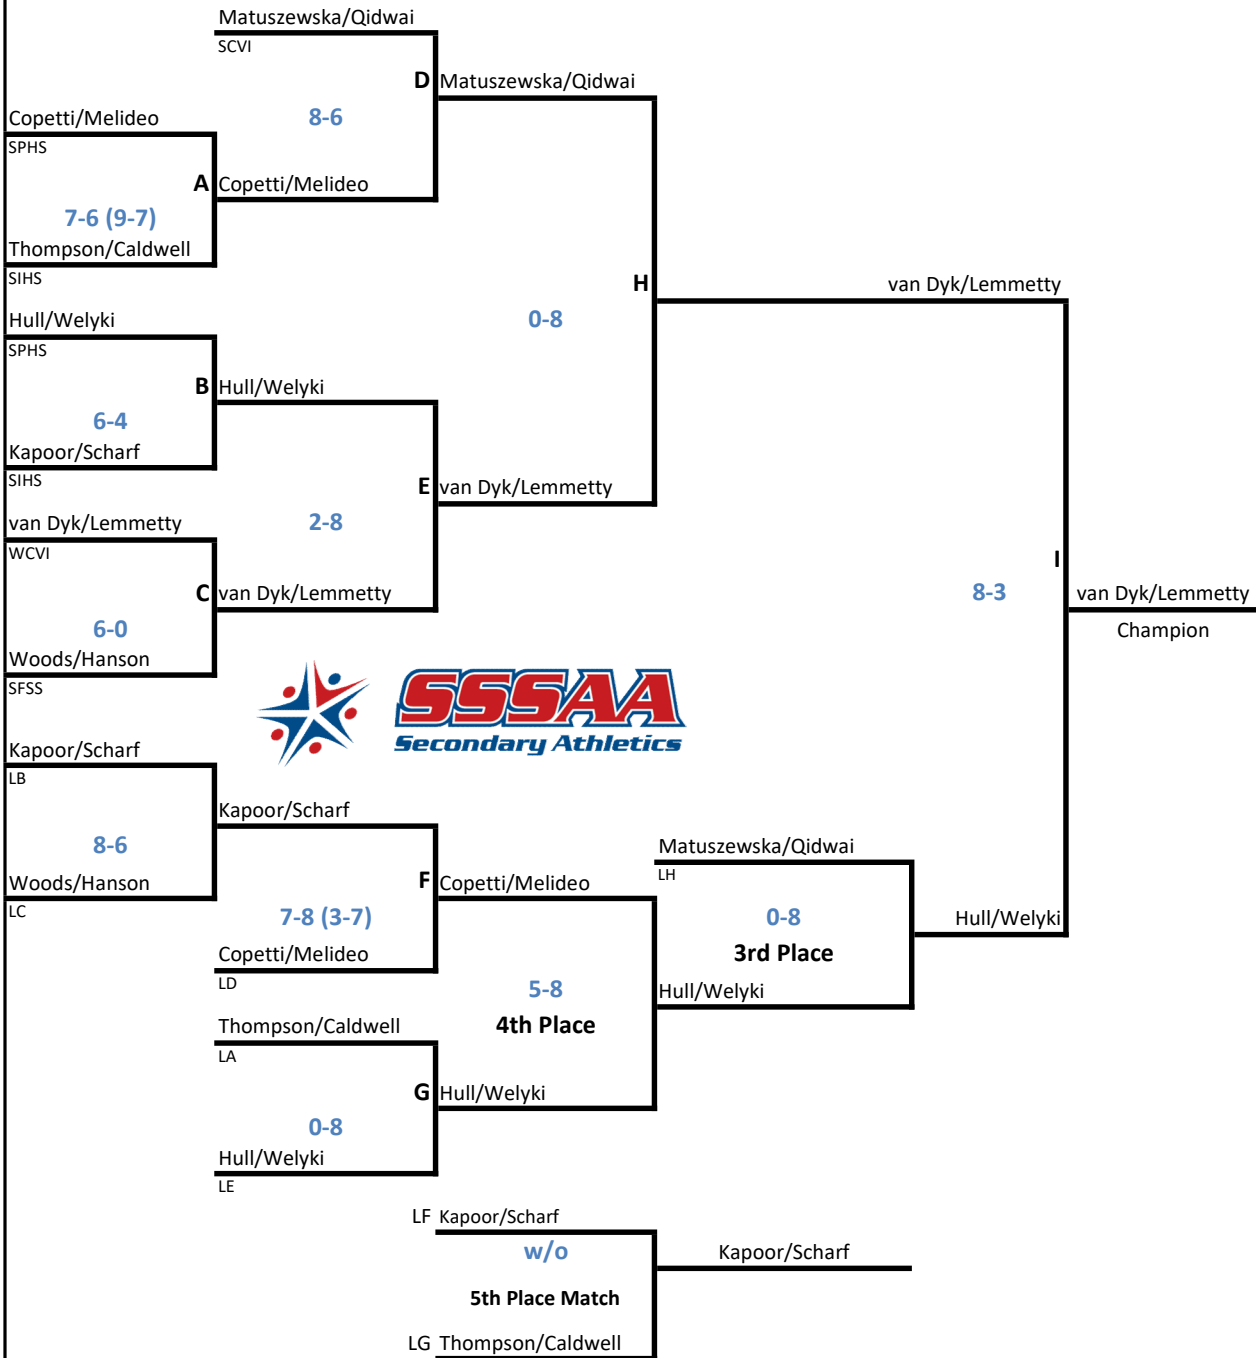 Matuszewska/Qidwai
SCVI
D Matuszewska/Qidwai
8-6
Copetti/Melideo
SPHS
A Copetti/Melideo
7-6 (9-7)
Thompson/Caldwell
SIHS
H van Dyk/Lemmetty
0-8
Hull/Welyki
SPHS
B Hull/Welyki
6-4
Kapoor/Scharf
SIHS
E van Dyk/Lemmetty
2-8
van Dyk/Lemmetty
WCVI
C van Dyk/Lemmetty
6-0
Woods/Hanson
SFSS
I
8-3
van Dyk/Lemmetty
Champion
SSSAA
Secondary Athletics
Kapoor/Scharf
LB
Kapoor/Scharf
8-6
Woods/Hanson
LC
F Copetti/Melideo
7-8 (3-7)
Copetti/Melideo
LD
Matuszewska/Qidwai
LH
0-8
3rd Place
Hull/Welyki
5-8
4th Place
Hull/Welyki
Thompson/Caldwell
LA
G Hull/Welyki
0-8
Hull/Welyki
LE
LF Kapoor/Scharf
w/o
Kapoor/Scharf
5th Place Match
LG Thompson/Caldwell